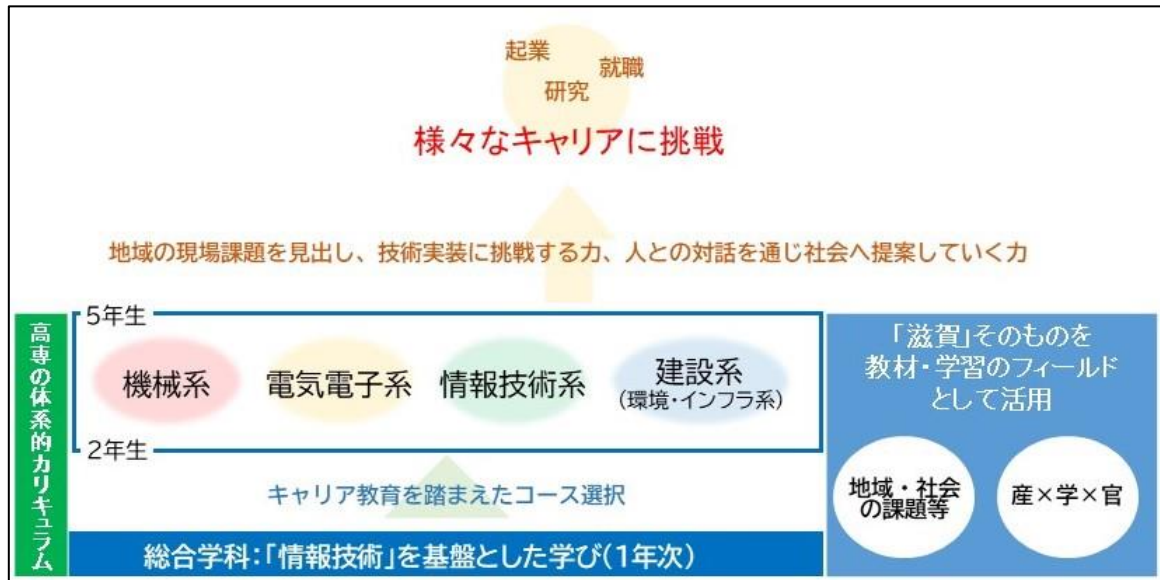 起業
就職
研究
様々なキャリアに挑戦
地域の現場課題を見出し、技術実装に挑戦する力、人との対話を通じ社会へ提案していく力
高専の体系的カリキュラム
5年生
機械系
電気電子系
情報技術系
建設系
(環境・インフラ系)
2年生
キャリア教育を踏まえたコース選択
総合学科:「情報技術」を基盤とした学び(1年次)
「滋賀」そのものを
教材・学習のフィールド
として活用
地域・社会
の課題等
産×学×官